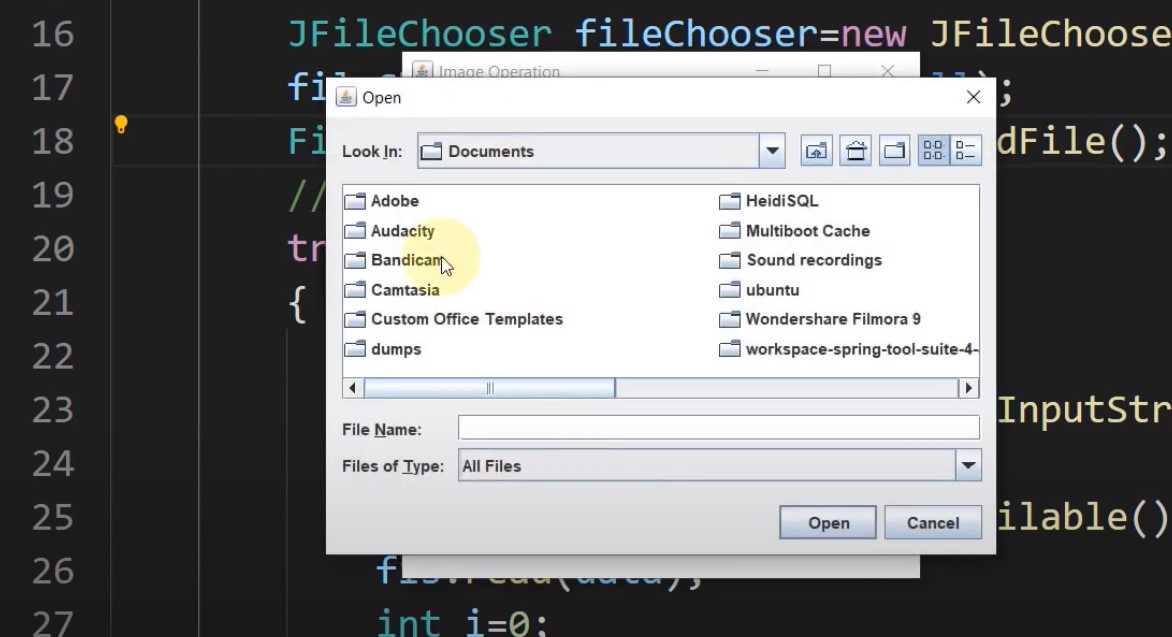 16 JFileChooser fileChooser=new JFileChoose
Image Operation
17 fil );
Open
18 Fi dFile();
Look In: Documents
19 //
Adobe HeidiSQL
20 tr
Audacity Multiboot Cache
Bandicam Sound recordings
21 {
Camtasia ubuntu
Custom Office Templates Wondershare Filmora 9
22
dumps workspace-spring-tool-suite-4-
23 InputStr
File Name:
24
Files of Type: All Files
25 ilable()
Open Cancel
26 fis.read(data);
27 int i=0;